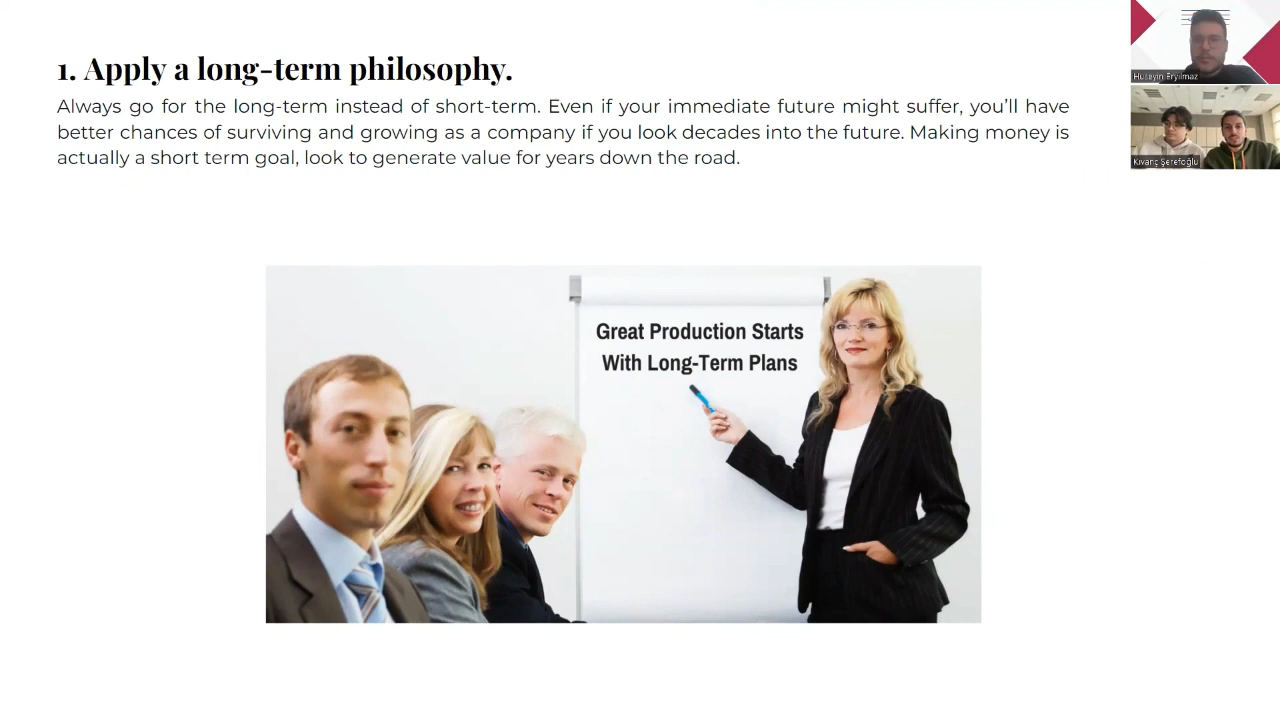 1. Apply a long-term philosophy.
Always go for the long-term instead of short-term. Even if your immediate future might suffer, you'll have
better chances of surviving and growing as a company if you look decades into the future. Making money is
actually a short term goal, look to generate value for years down the road.
Great Production Starts
With Long-Term Plans
Hüseyin Eryılmaz
Kıvanç Şerefoğlu